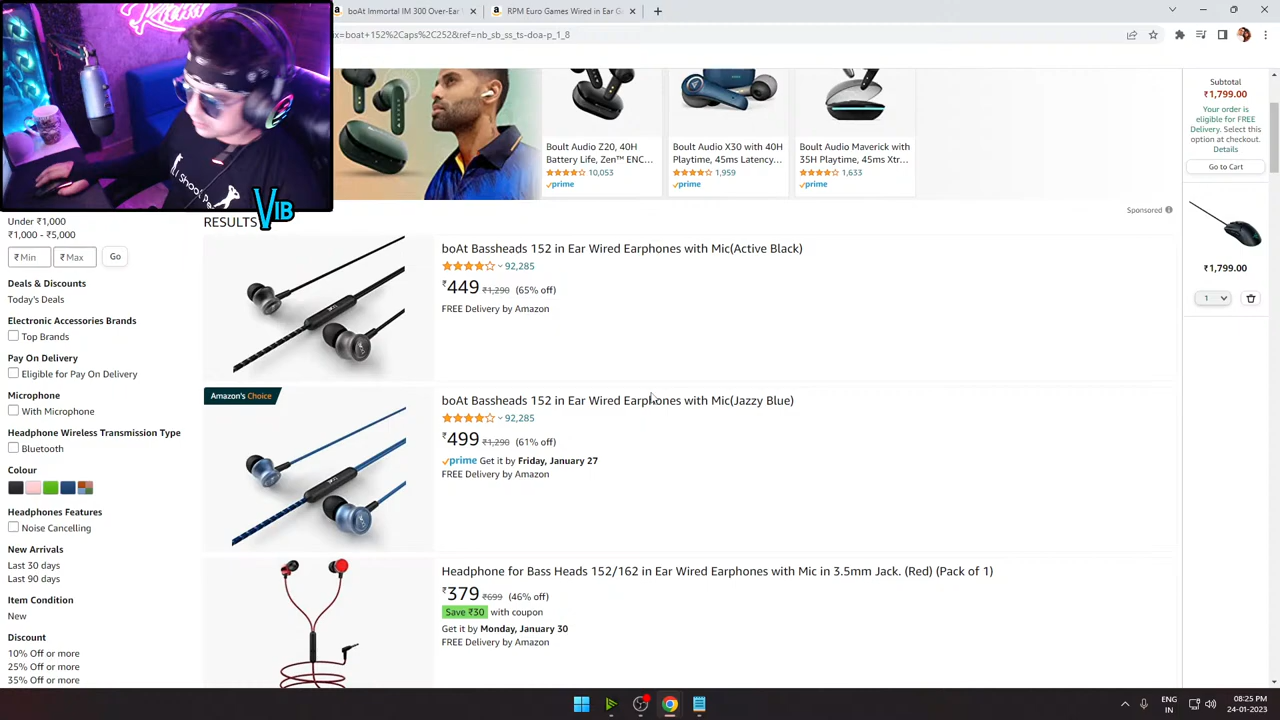 boAt Immortal IM 300 Over-Ear
RPM Euro Games Wired in Ear G
x=boat+152%2Caps%2C252&ref=nb_sb_ss_ts-doa-p_1_8
Subtotal
₹1,799.00
Your order is
eligible for FREE
Delivery. Select this
option at checkout.
Details
Go to Cart
₹1,799.00
1
Boult Audio Z20, 40H
Battery Life, Zen™ ENC...
10,053
prime
Boult Audio X30 with 40H
Playtime, 45ms Latency...
1,959
prime
Boult Audio Maverick with
35H Playtime, 45ms Xtr...
1,633
prime
Sponsored
VIB
Under ₹1,000
₹1,000 - ₹5,000
₹ Min
₹ Max
Go
Deals & Discounts
Today's Deals
Electronic Accessories Brands
Top Brands
Pay On Delivery
Eligible for Pay On Delivery
Microphone
With Microphone
Headphone Wireless Transmission Type
Bluetooth
Colour
Headphones Features
Noise Cancelling
New Arrivals
Last 30 days
Last 90 days
Item Condition
New
Discount
10% Off or more
25% Off or more
35% Off or more
RESULTS
boAt Bassheads 152 in Ear Wired Earphones with Mic(Active Black)
92,285
₹449 ₹1,290 (65% off)
FREE Delivery by Amazon
Amazon's Choice
boAt Bassheads 152 in Ear Wired Earphones with Mic(Jazzy Blue)
92,285
₹499 ₹1,290 (61% off)
prime Get it by Friday, January 27
FREE Delivery by Amazon
Headphone for Bass Heads 152/162 in Ear Wired Earphones with Mic in 3.5mm Jack. (Red) (Pack of 1)
₹379 ₹699 (46% off)
Save ₹30 with coupon
Get it by Monday, January 30
FREE Delivery by Amazon
ENG
IN
08:25 PM
24-01-2023